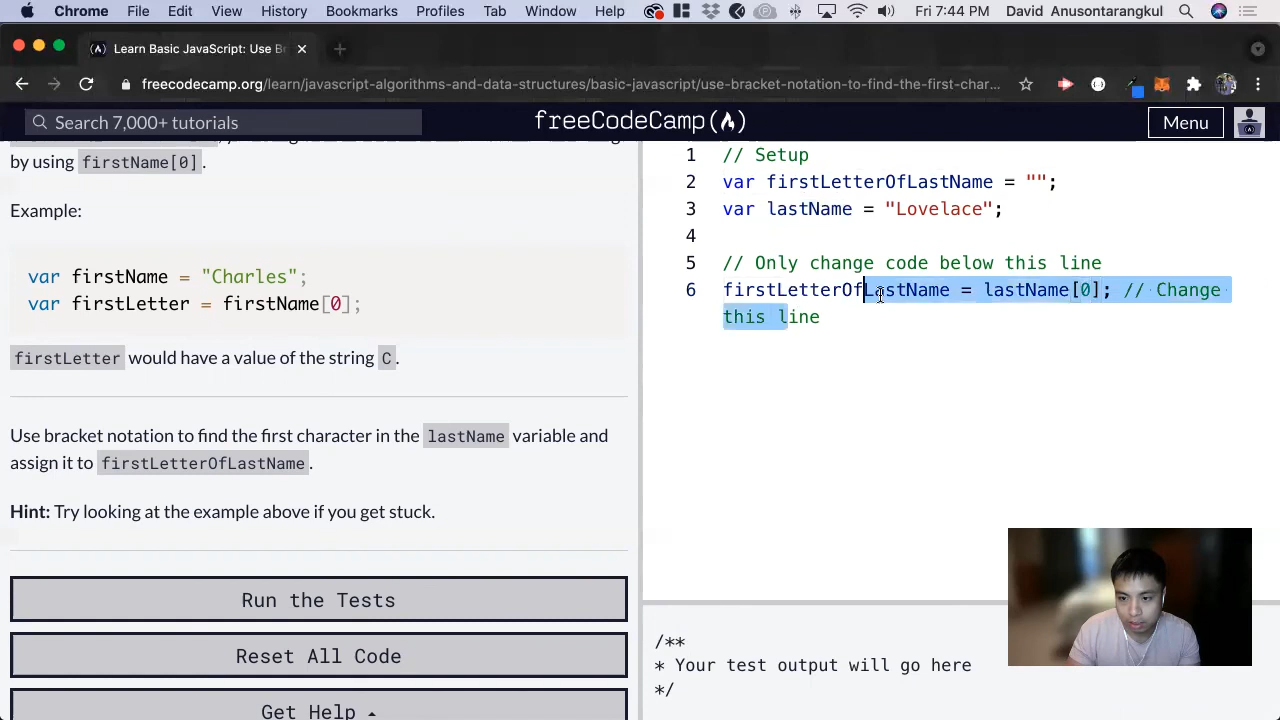 Chrome File Edit View History Bookmarks Profiles Tab Window Help Fri 7:44 PM David Anusontarangkul
Learn Basic JavaScript: Use Br
freecodecamp.org/learn/javascript-algorithms-and-data-structures/basic-javascript/use-bracket-notation-to-find-the-first-char...
Search 7,000+ tutorials
freeCodeCamp
Menu
by using firstName[0].
Example:
var firstName = "Charles";
var firstLetter = firstName[0];
firstLetter would have a value of the string C.
Use bracket notation to find the first character in the lastName variable and
assign it to firstLetterOfLastName.
Hint: Try looking at the example above if you get stuck.
Run the Tests
Reset All Code
Get Help
1 // Setup
2 var firstLetterOfLastName = "";
3 var lastName = "Lovelace";
4
5 // Only change code below this line
6 firstLetterOfLastName = lastName[0]; // Change
this line
/**
* Your test output will go here
*/